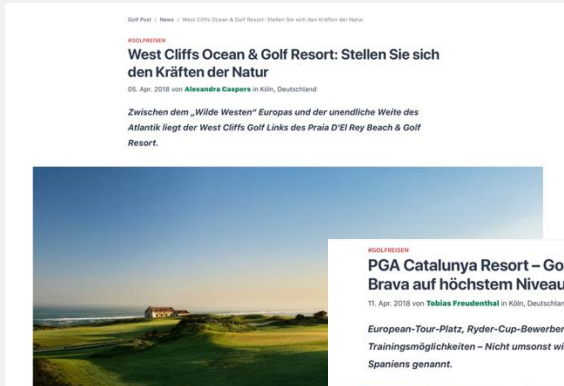 Golf Post / News / West Cliffs Ocean & Golf Resort: Stellen Sie sich den Kräften der Natur
#GOLFREISEN
West Cliffs Ocean & Golf Resort: Stellen Sie sich
den Kräften der Natur
05. Apr. 2018 von Alexandra Caspers in Köln, Deutschland
Zwischen dem „Wilde Westen“ Europas und der unendliche Weite des
Atlantik liegt der West Cliffs Golf Links des Praia D'El Rey Beach & Golf
Resort.
#GOLFREISEN
PGA Catalunya Resort – Go
Brava auf höchstem Niveau
11. Apr. 2018 von Tobias Freudenthal in Köln, Deutschlan
European-Tour-Platz, Ryder-Cup-Bewerber
Trainingsmöglichkeiten – Nicht umsonst wi
Spaniens genannt.